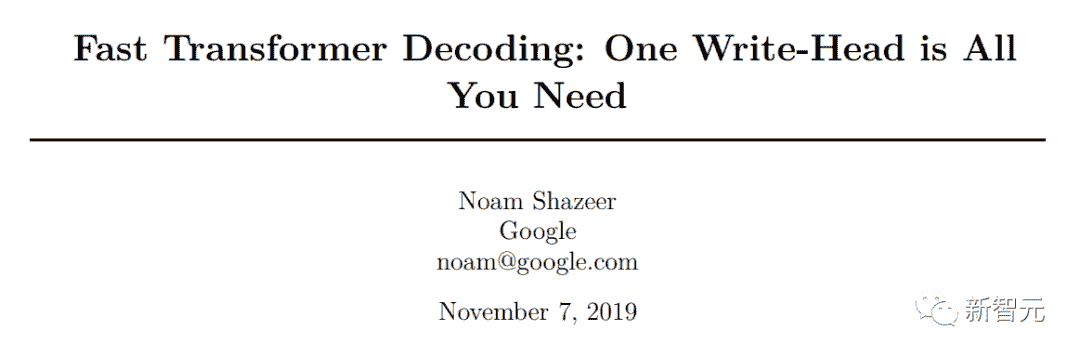 Fast Transformer Decoding: One Write-Head is All
You Need
Noam Shazeer
Google
noam@google.com
November 7, 2019
新智元